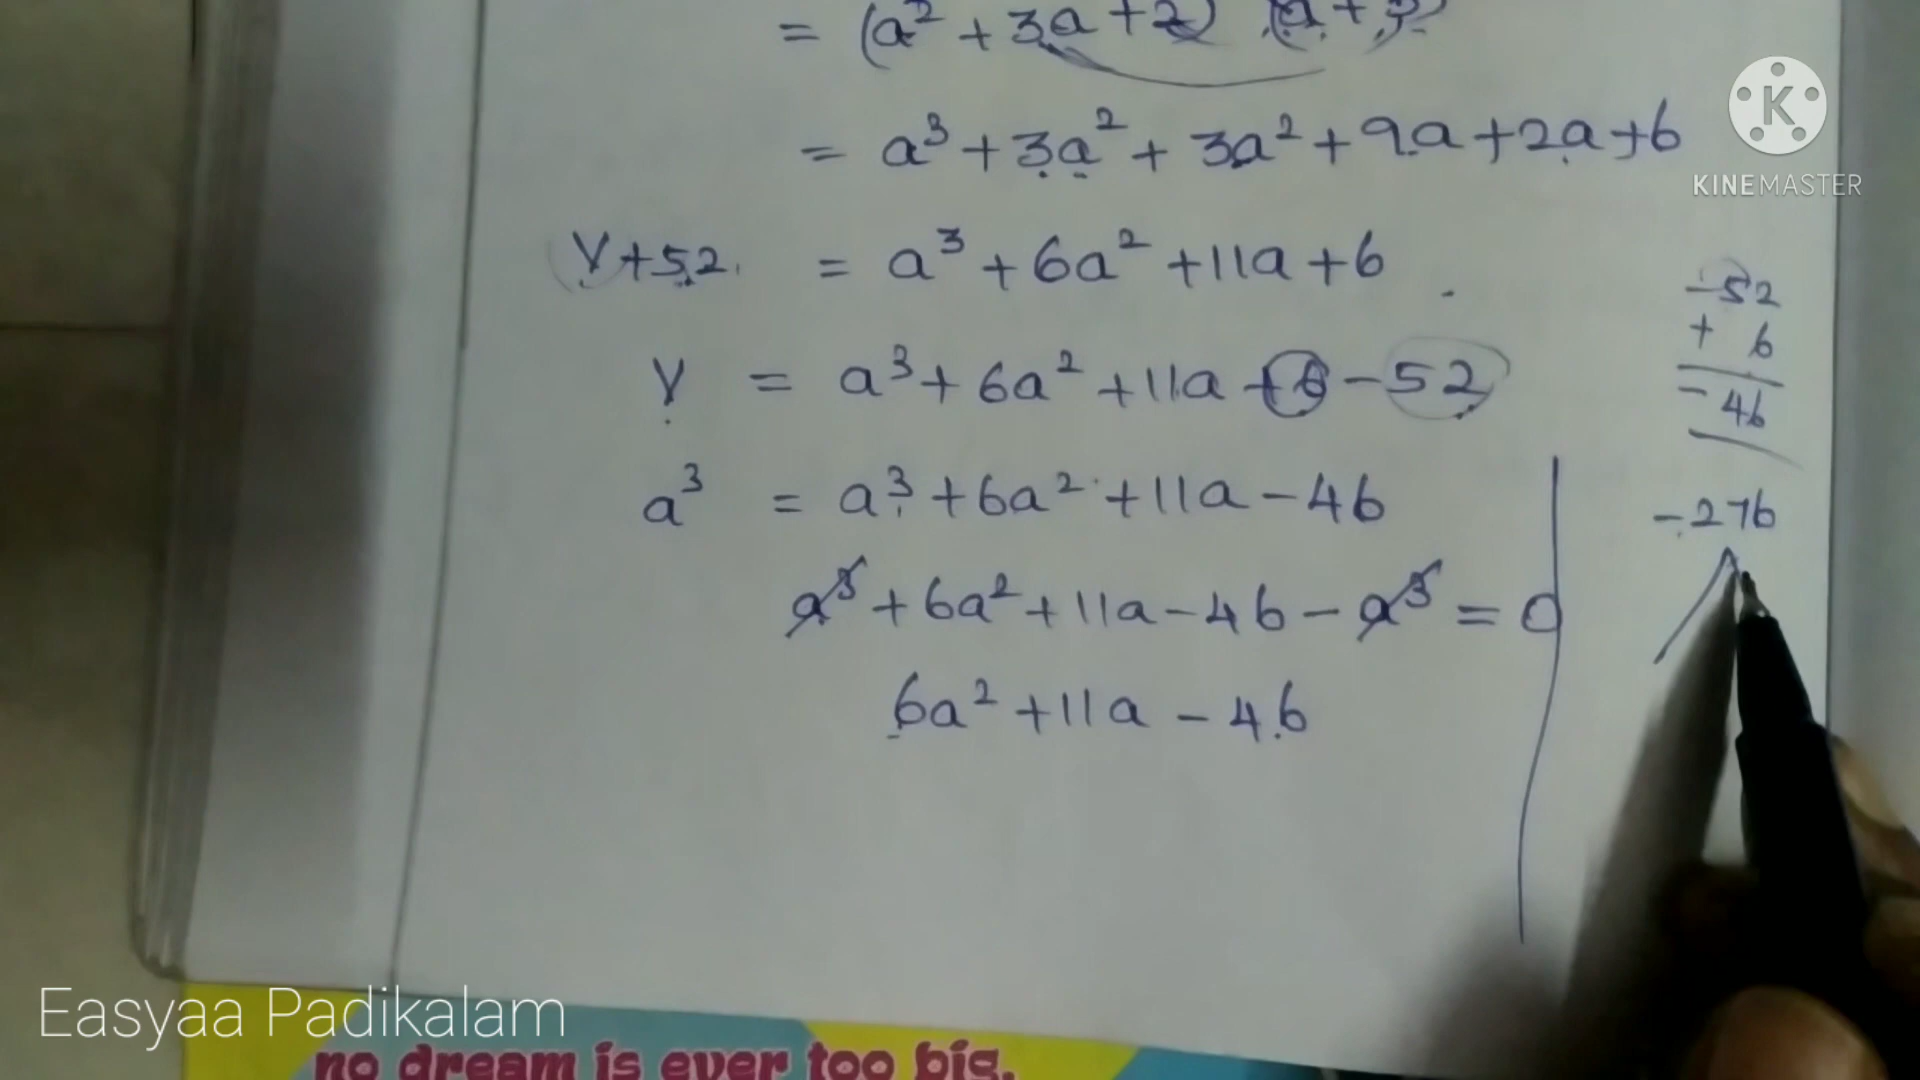 = (a² + 3a + 2) (a + 3)
= a³ + 3a² + 3a² + 9a + 2a + 6
V + 52 = a³ + 6a² + 11a + 6
V = a³ + 6a² + 11a + 6 - 52
a³ = a³ + 6a² + 11a - 46
a³ + 6a² + 11a - 46 - a³ = 0
6a² + 11a - 46
-52
+ 6
-46
-276
KINEMASTER
Easyaa Padikalam
no dream is ever too big.